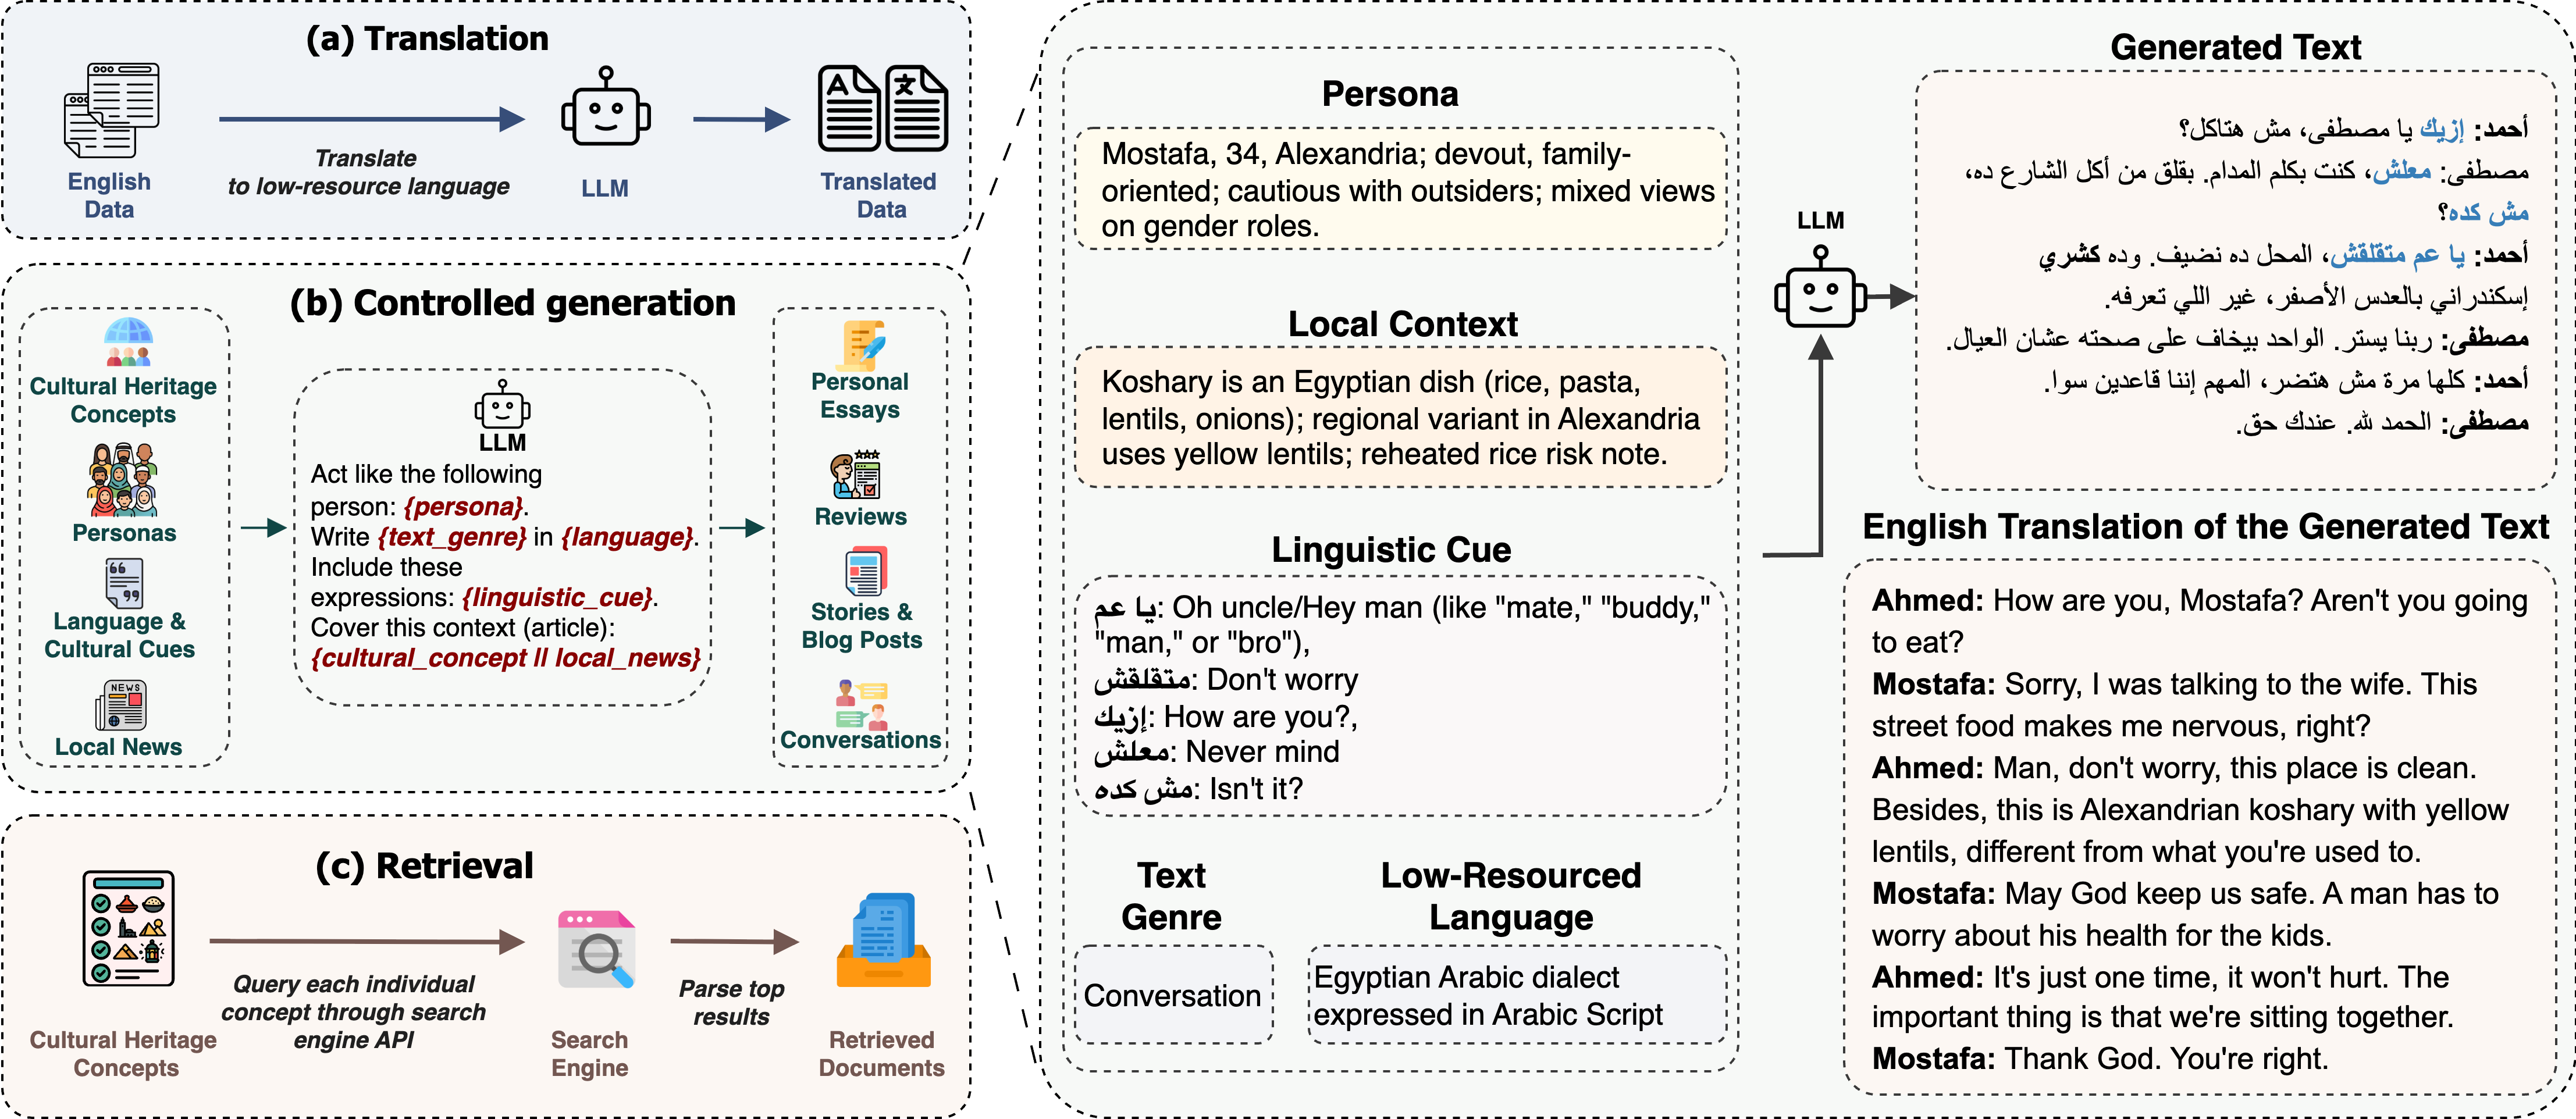 (a) Translation
English
Data
Translate
to low-resource language
LLM
Translated
Data
(b) Controlled generation
Cultural Heritage
Concepts
Personas
Language &
Cultural Cues
NEWS
Local News
LLM
Act like the following
person: {persona}.
Write {text_genre} in {language}.
Include these
expressions: {linguistic_cue}.
Cover this context (article):
{cultural_concept || local_news}
Personal
Essays
Reviews
Stories &
Blog Posts
Conversations
(c) Retrieval
Cultural Heritage
Concepts
Query each individual
concept through search
engine API
Search
Engine
Parse top
results
Retrieved
Documents
Persona
Mostafa, 34, Alexandria; devout, family-
oriented; cautious with outsiders; mixed views
on gender roles.
Local Context
Koshary is an Egyptian dish (rice, pasta,
lentils, onions); regional variant in Alexandria
uses yellow lentils; reheated rice risk note.
Linguistic Cue
يا عم: Oh uncle/Hey man (like "mate," "buddy,"
"man," or "bro"),
متقلقش: Don't worry
إزيك: How are you?,
معلش: Never mind
مش كده: Isn't it?
Text
Genre
Conversation
Low-Resourced
Language
Egyptian Arabic dialect
expressed in Arabic Script
LLM
Generated Text
أحمد: إزيك يا مصطفى، مش هتاكل؟
مصطفى: معلش، كنت بكلم المدام. بقلق من أكل الشارع ده،
مش كده؟
أحمد: يا عم متقلقش، المحل ده نضيف. وده كشري
إسكندراني بالعدس الأصفر، غير اللي تعرفه.
مصطفى: ربنا يستر. الواحد بيخاف على صحته عشان العيال.
أحمد: كلها مرة مش هتضر، المهم إننا قاعدين سوا.
مصطفى: الحمد لله. عندك حق.
English Translation of the Generated Text
Ahmed: How are you, Mostafa? Aren't you going
to eat?
Mostafa: Sorry, I was talking to the wife. This
street food makes me nervous, right?
Ahmed: Man, don't worry, this place is clean.
Besides, this is Alexandrian koshary with yellow
lentils, different from what you're used to.
Mostafa: May God keep us safe. A man has to
worry about his health for the kids.
Ahmed: It's just one time, it won't hurt. The
important thing is that we're sitting together.
Mostafa: Thank God. You're right.